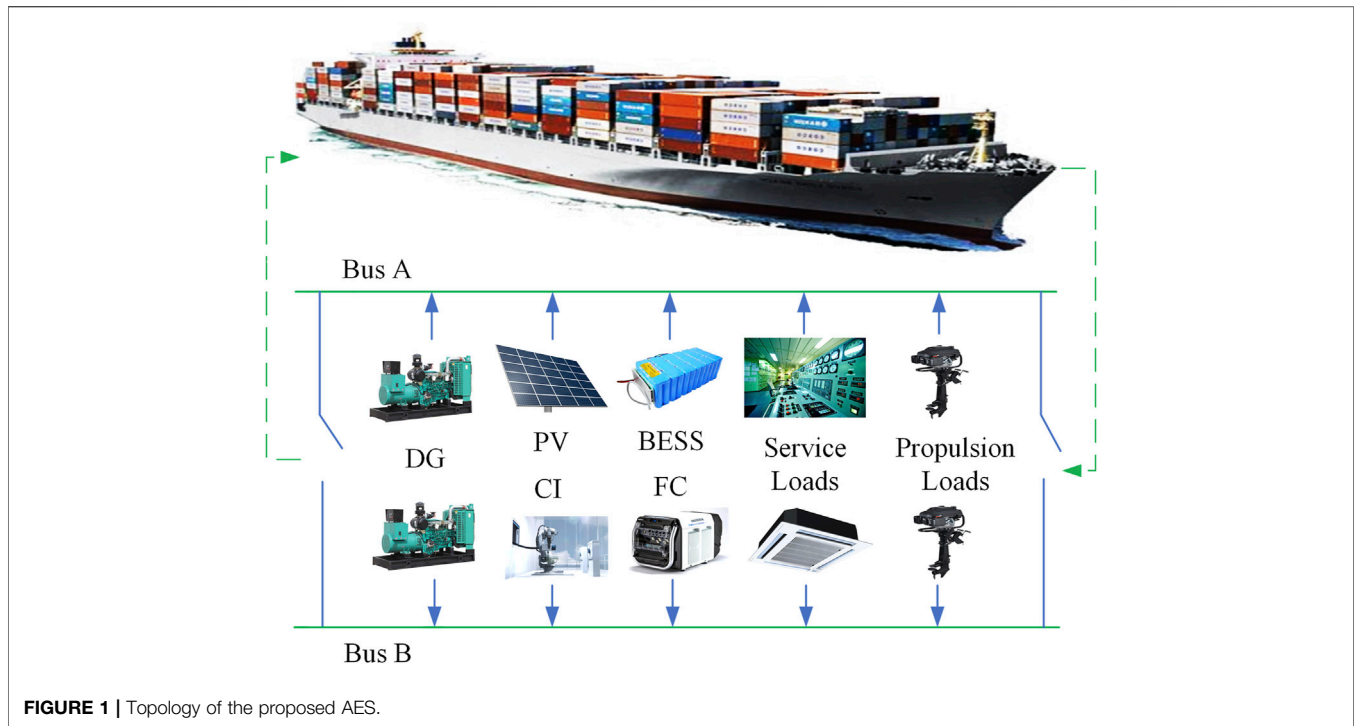 Bus A
DG
PV
BESS
Service
Loads
Propulsion
Loads
CI
FC
Bus B
FIGURE 1 | Topology of the proposed AES.